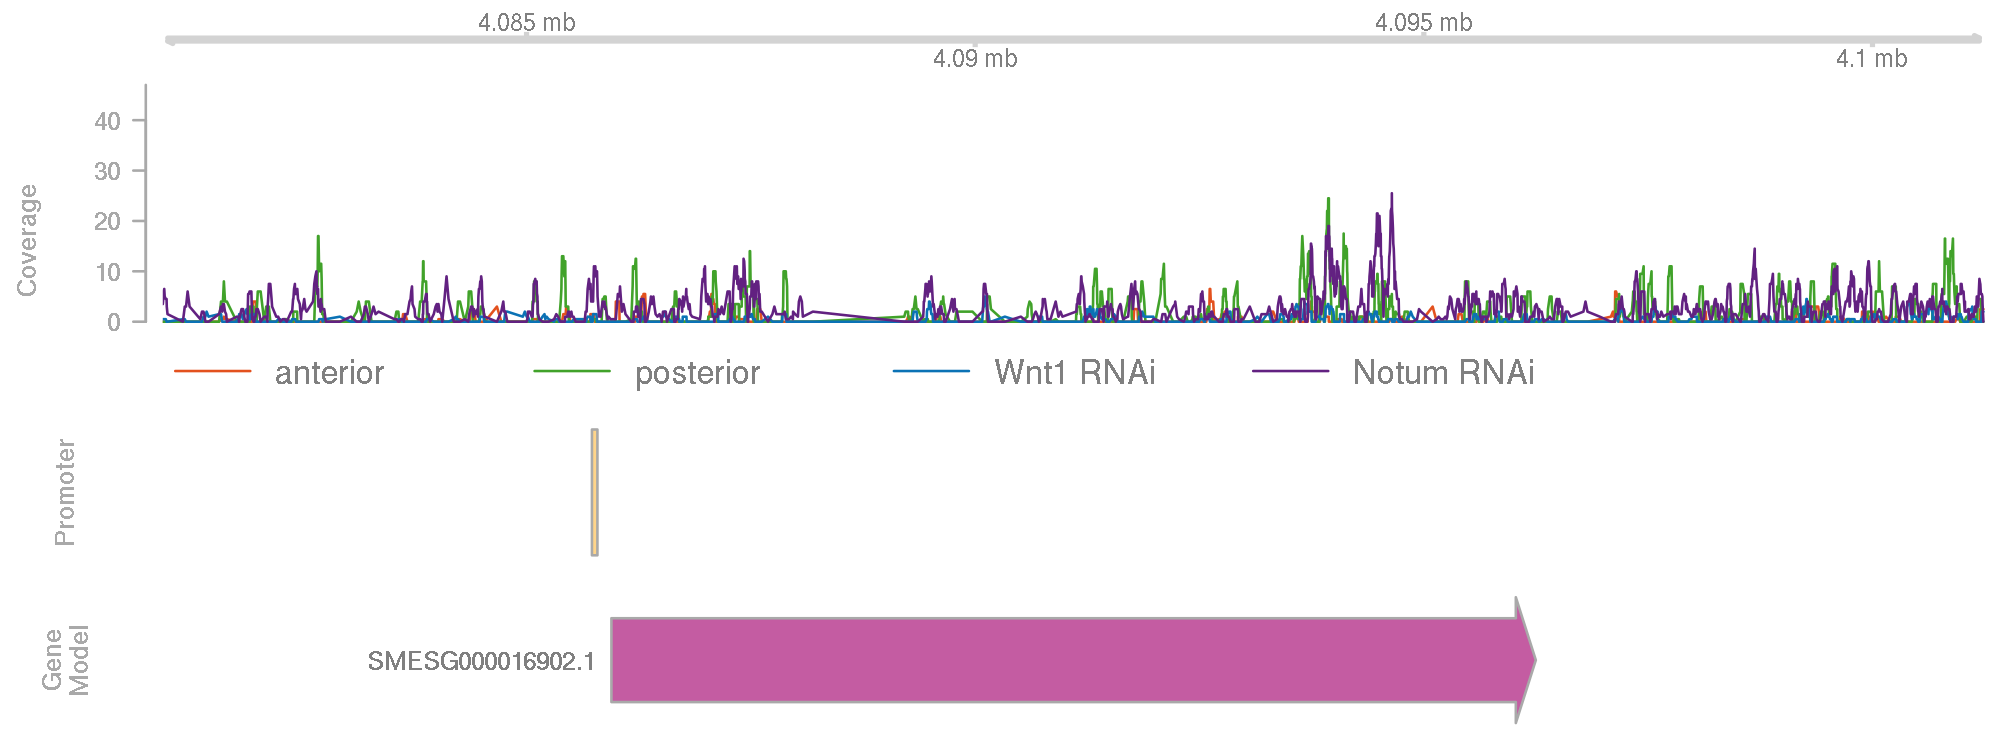 4.085 mb
4.095 mb
4.09 mb
4.1 mb
Coverage
40
30
20
10
0
anterior
posterior
Wnt1 RNAi
Notum RNAi
Promoter
Gene
Model
SMESG000016902.1